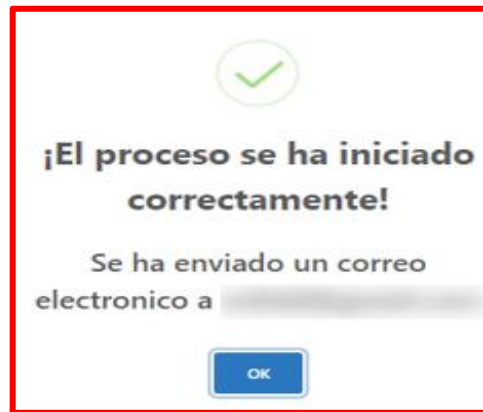 ¡El proceso se ha iniciado
correctamente!
Se ha enviado un correo
electronico a
OK